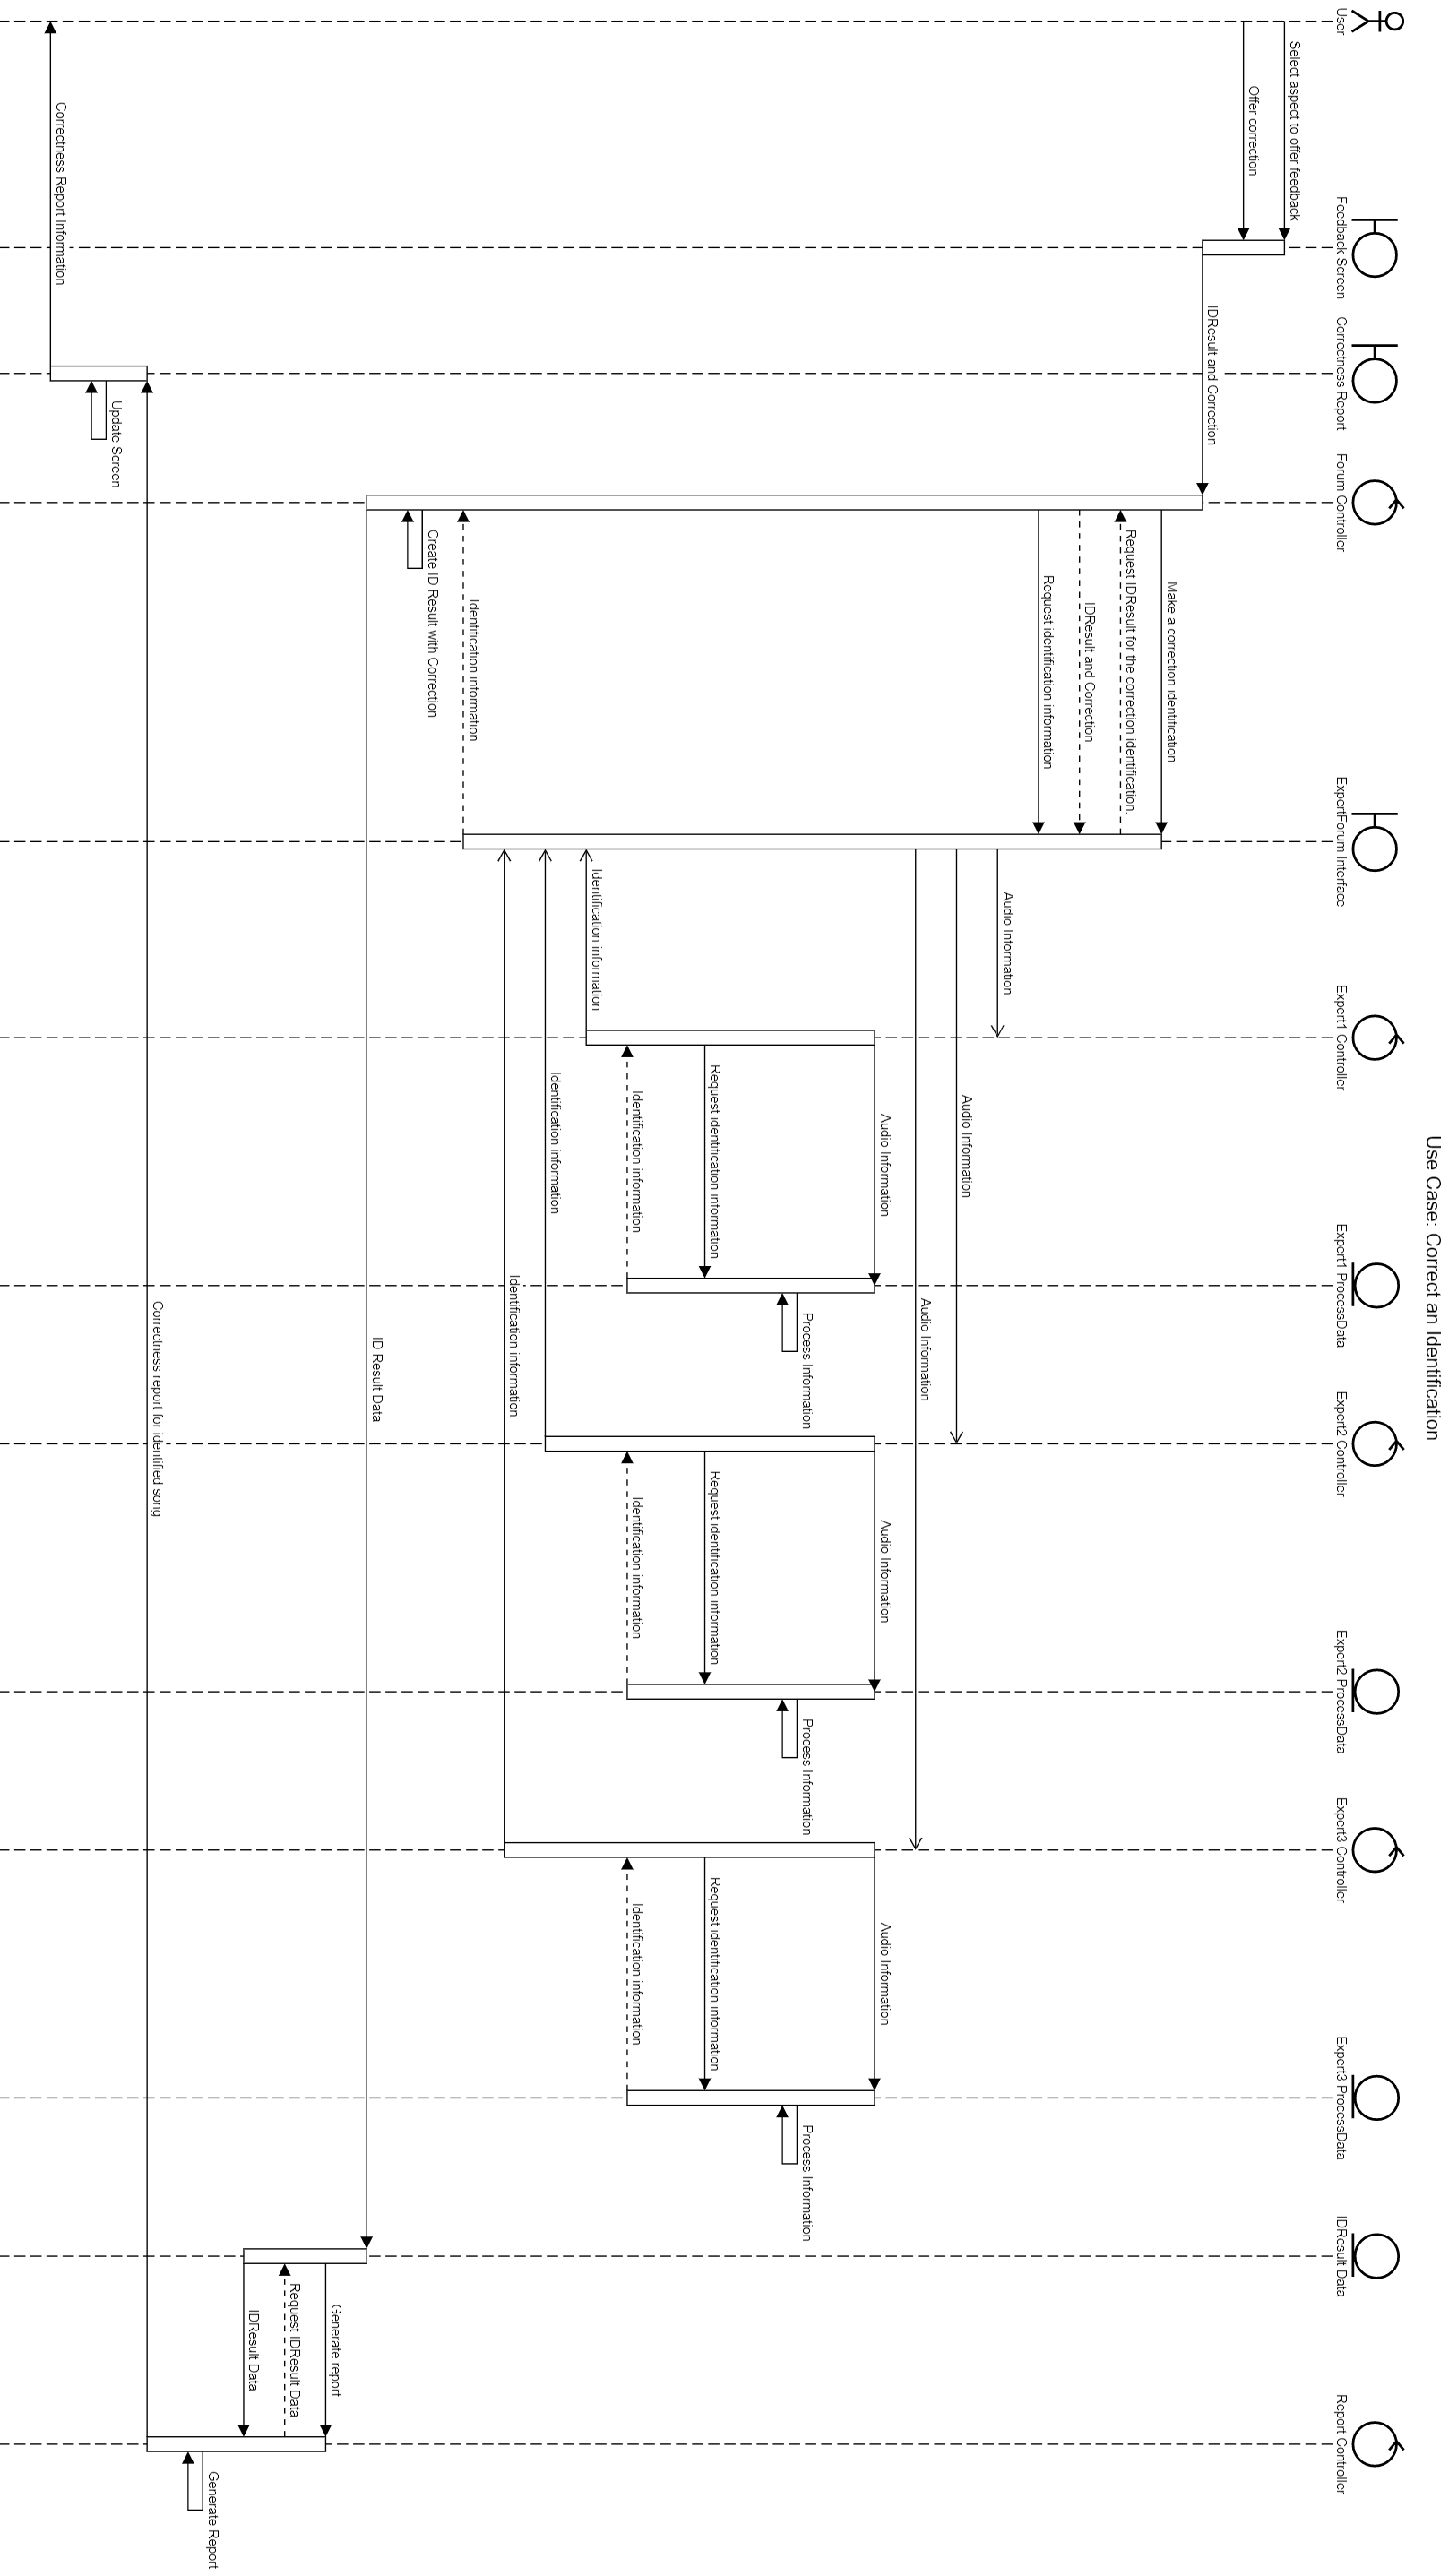 Use Case: Correct an Identification
User
Feedback Screen
Correctness Report
Forum Controller
ExpertForum Interface
Expert1 Controller
Expert1 ProcessData
Expert2 Controller
Expert2 ProcessData
Expert3 Controller
Expert3 ProcessData
IDResult Data
Report Controller
Select aspect to offer feedback
Offer correction
IDResult and Correction
Make a correction identification
Request IDResult for the correction identification.
IDResult and Correction
Request identification information
Audio Information
Audio Information
Audio Information
Audio Information
Audio Information
Audio Information
Process Information
Process Information
Process Information
Request identification information
Request identification information
Request identification information
Identification information
Identification information
Identification information
Identification information
Identification information
Identification information
Identification information
Create ID Result with Correction
ID Result Data
Generate report
Request IDResult Data
IDResult Data
Generate Report
Correctness report for identified song
Update Screen
Correctness Report Information